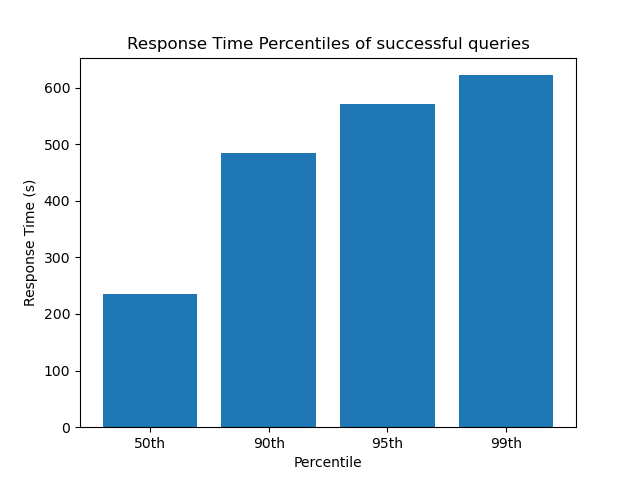 Response Time Percentiles of successful queries
600
500
400
300
200
100
0
Response Time (s)
50th 90th 95th 99th
Percentile